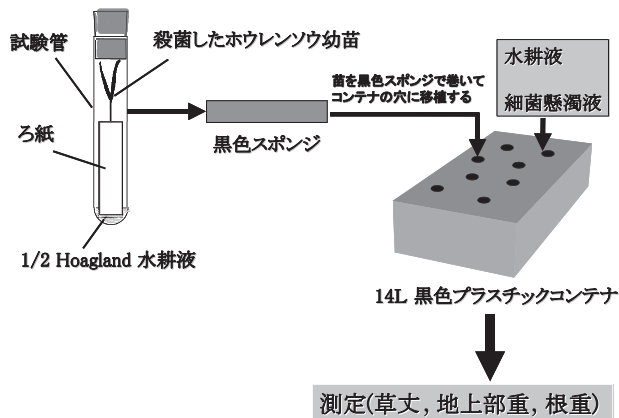 試験管
殺菌したホウレンソウ幼苗
ろ紙
1/2 Hoagland 水耕液
黒色スポンジ
苗を黒色スポンジで巻いて
コンテナの穴に移植する
水耕液
細菌懸濁液
14L 黒色プラスチックコンテナ
測定(草丈, 地上部重, 根重)